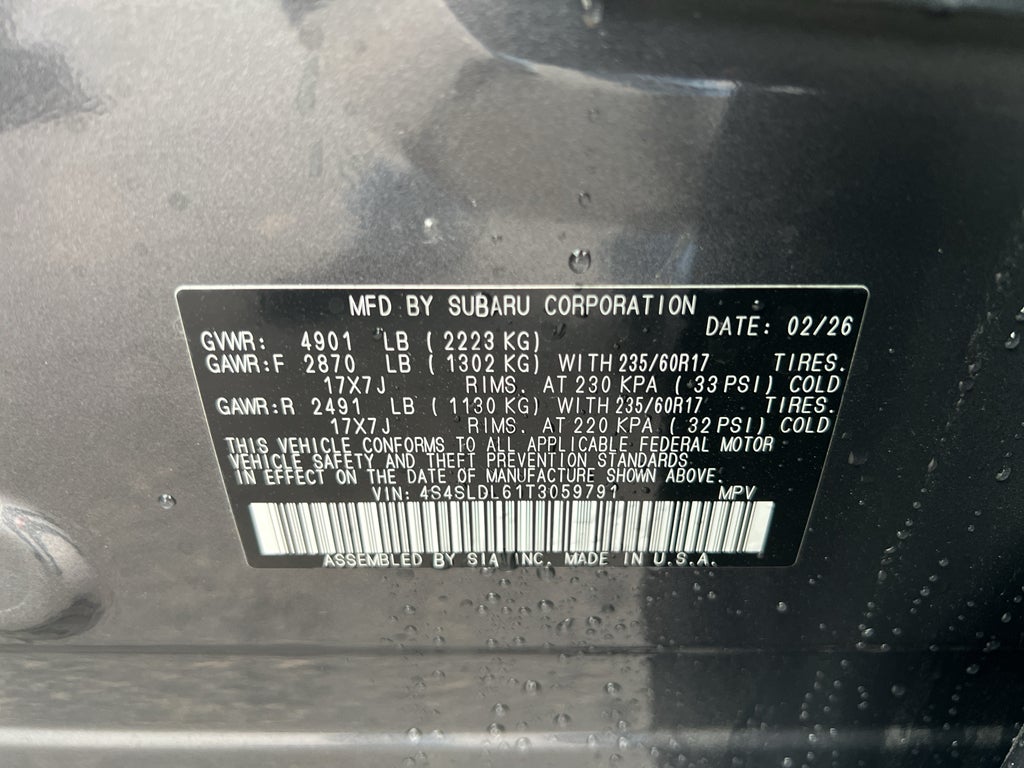 MFD BY SUBARU CORPORATION
DATE: 02/26
GVWR: 4901 LB (2223 KG)
GAWR:F 2870 LB (1302 KG) WITH 235/60R17 TIRES.
17X7J RIMS. AT 230 KPA (33 PSI) COLD
GAWR:R 2491 LB (1130 KG) WITH 235/60R17 TIRES.
17X7J RIMS. AT 220 KPA (32 PSI) COLD
THIS VEHICLE CONFORMS TO ALL APPLICABLE FEDERAL MOTOR
VEHICLE SAFETY AND THEFT PREVENTION STANDARDS
IN EFFECT ON THE DATE OF MANUFACTURE SHOWN ABOVE.
VIN: 4S4SLDL61T3059791 MPV
ASSEMBLED BY SIA INC. MADE IN U.S.A.